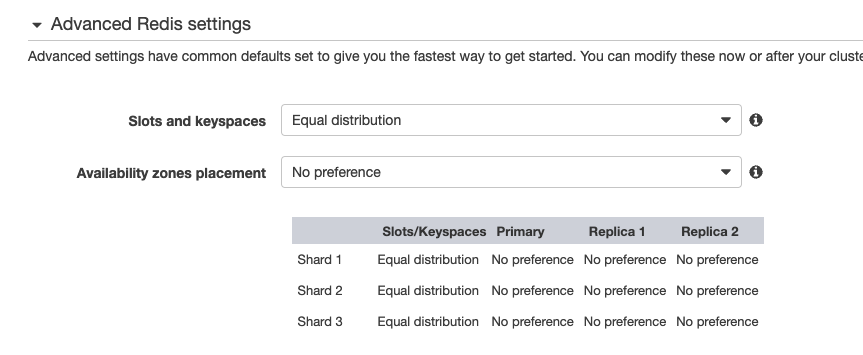 Advanced Redis settings
Advanced settings have common defaults set to give you the fastest way to get started. You can modify these now or after your cluste
Slots and keyspaces Equal distribution
Availability zones placement No preference
Slots/Keyspaces Primary Replica 1 Replica 2
Shard 1 Equal distribution No preference No preference No preference
Shard 2 Equal distribution No preference No preference No preference
Shard 3 Equal distribution No preference No preference No preference